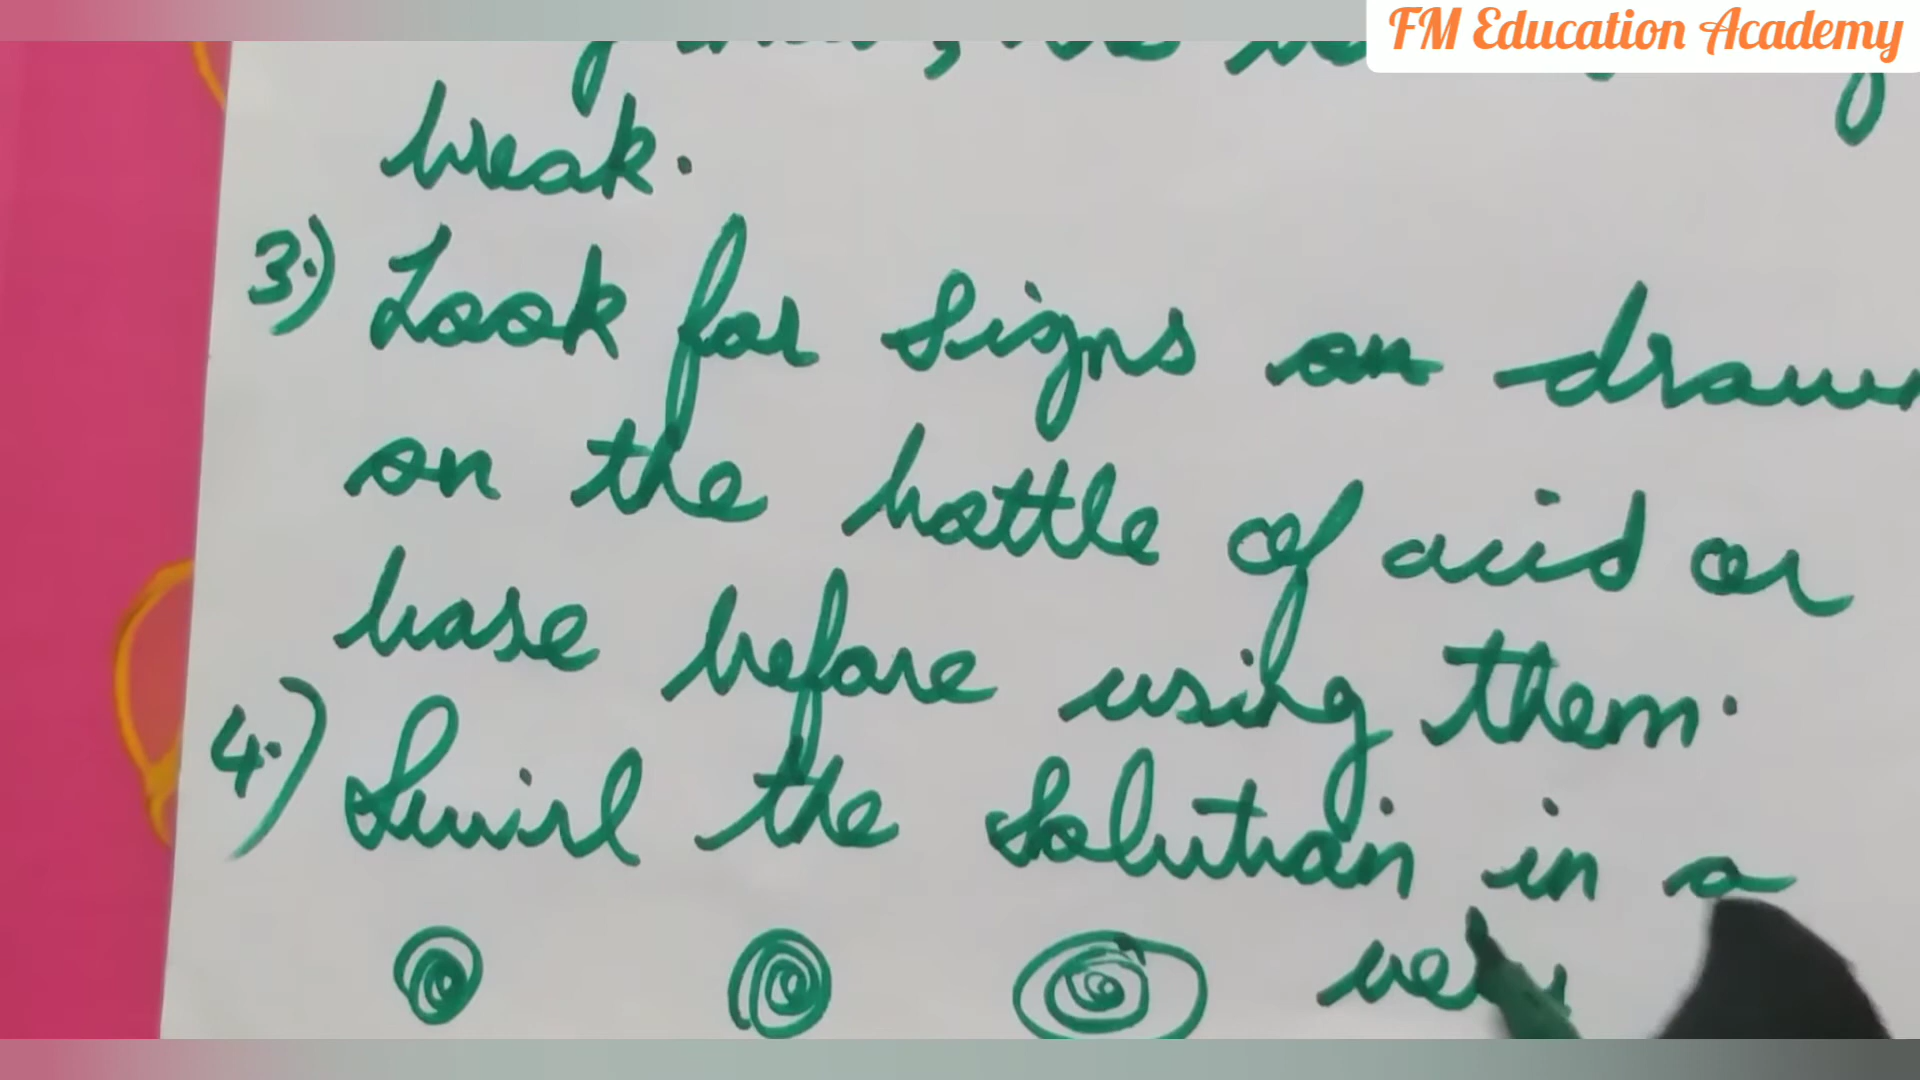 FM Education Academy
weak.
3.) Look for signs on drawn
on the bottle of acid or
base before using them.
4.) Swirl the solution in a